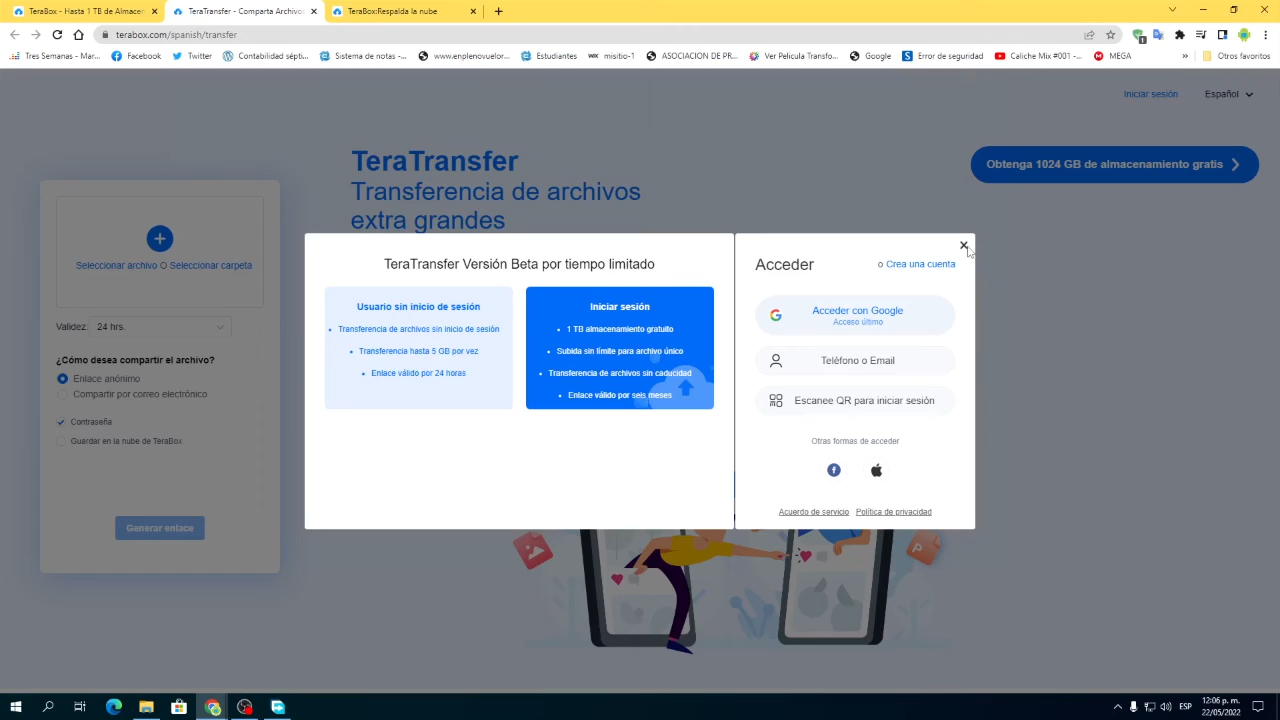 TeraBox - Hasta 1 TB de Almacen
TeraTransfer - Comparta Archivos
TeraBox:Respalda la nube
terabox.com/spanish/transfer
Tres Semanas - Mar...
Facebook
Twitter
Contabilidad sépti...
Sistema de notas -...
www.enplenovuelor...
Estudiantes
misitio-1
ASOCIACION DE PR...
Ver Pelicula Transfo...
Google
Error de seguridad
Caliche Mix #001 -...
MEGA
»
Otros favoritos
Iniciar sesión
Español
TeraTransfer
Transferencia de archivos
extra grandes
Obtenga 1024 GB de almacenamiento gratis
Seleccionar archivo O Seleccionar carpeta
Validez: 24 hrs.
¿Cómo desea compartir el archivo?
Enlace anónimo
Compartir por correo electrónico
Contraseña
Guardar en la nube de TeraBox
Generar enlace
TeraTransfer Versión Beta por tiempo limitado
Usuario sin inicio de sesión
Transferencia de archivos sin inicio de sesión
Transferencia hasta 5 GB por vez
Enlace válido por 24 horas
Iniciar sesión
1 TB almacenamiento gratuito
Subida sin límite para archivo único
Transferencia de archivos sin caducidad
Enlace válido por seis meses
Acceder
o Crea una cuenta
Acceder con Google
Acceso último
Teléfono o Email
Escanee QR para iniciar sesión
Otras formas de acceder
Acuerdo de servicio Política de privacidad
P
ESP
12:06 p. m.
22/05/2022